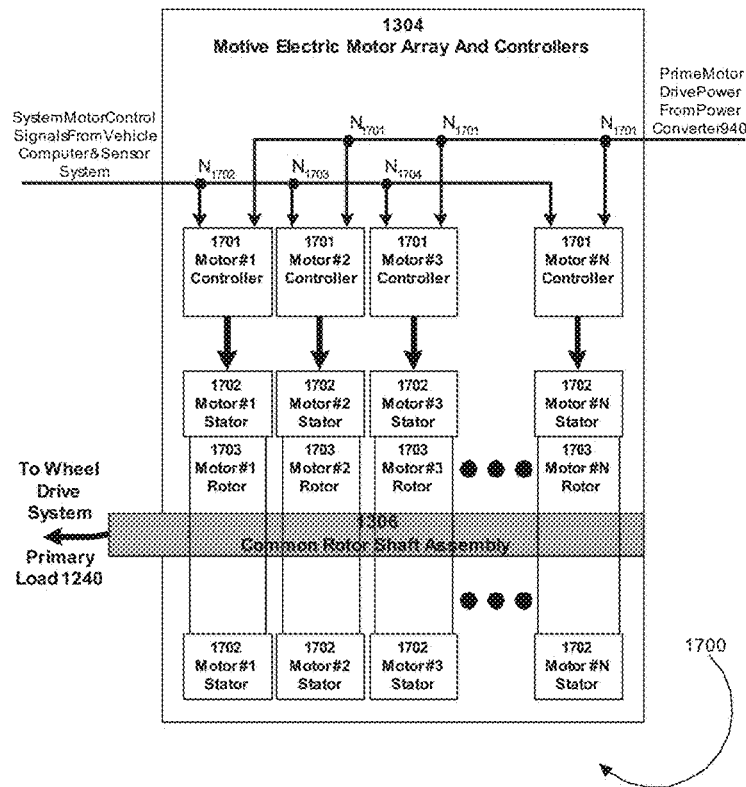 1304
Motive Electric Motor Array And Controllers
PrimeMotor
DrivePower
FromPower
Converter940
SystemMotorControl
SignalsFromVehicle
Computer&Sensor
System
N1701
N1701
N1701
N1702
N1703
N1704
1701
Motor#1
Controller
1701
Motor#2
Controller
1701
Motor#3
Controller
1701
Motor#N
Controller
1702
Motor#1
Stator
1702
Motor#2
Stator
1702
Motor#3
Stator
1702
Motor#N
Stator
1703
Motor#1
Rotor
1703
Motor#2
Rotor
1703
Motor#3
Rotor
1703
Motor#N
Rotor
To Wheel
Drive
System
Primary
Load 1240
1306
Common Rotor Shaft Assembly
1702
Motor#1
Stator
1702
Motor#2
Stator
1702
Motor#3
Stator
1702
Motor#N
Stator
1700